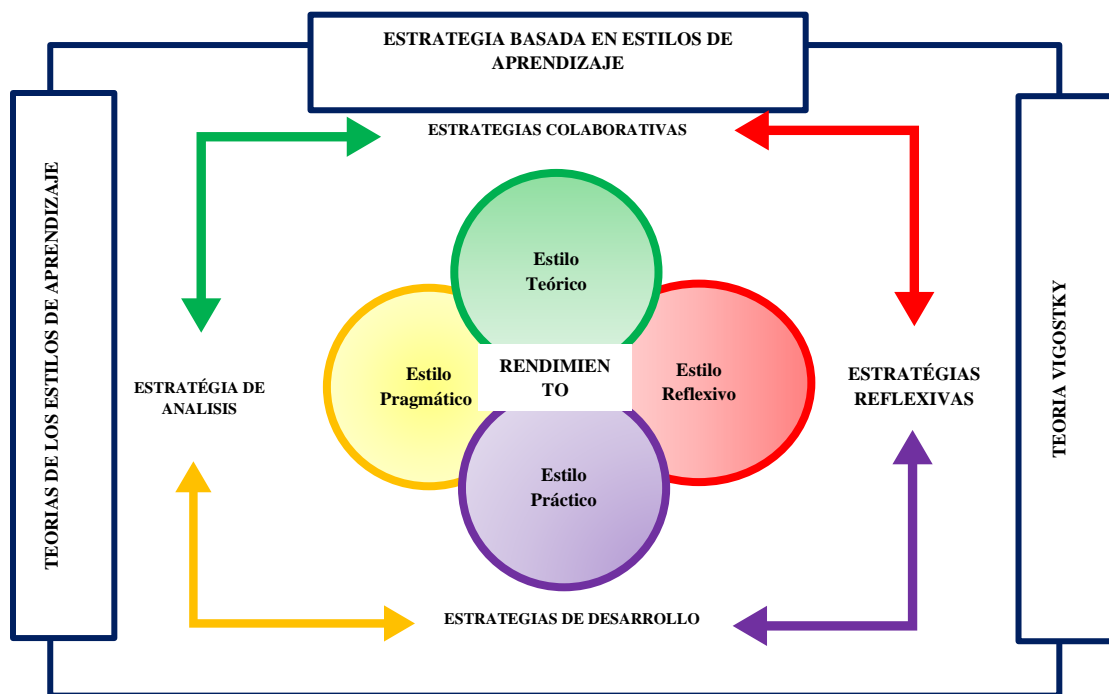 ESTRATEGIA BASADA EN ESTILOS DE
APRENDIZAJE
TEORIAS DE LOS ESTILOS DE APRENDIZAJE
ESTRATEGIAS COLABORATIVAS
Estilo
Teórico
ESTRATÉGIA DE
ANALISIS
Estilo
Pragmático
RENDIMIEN
TO
Estilo
Reflexivo
ESTRATÉGIAS
REFLEXIVAS
TEORIA VIGOSTKY
Estilo
Práctico
ESTRATEGIAS DE DESARROLLO